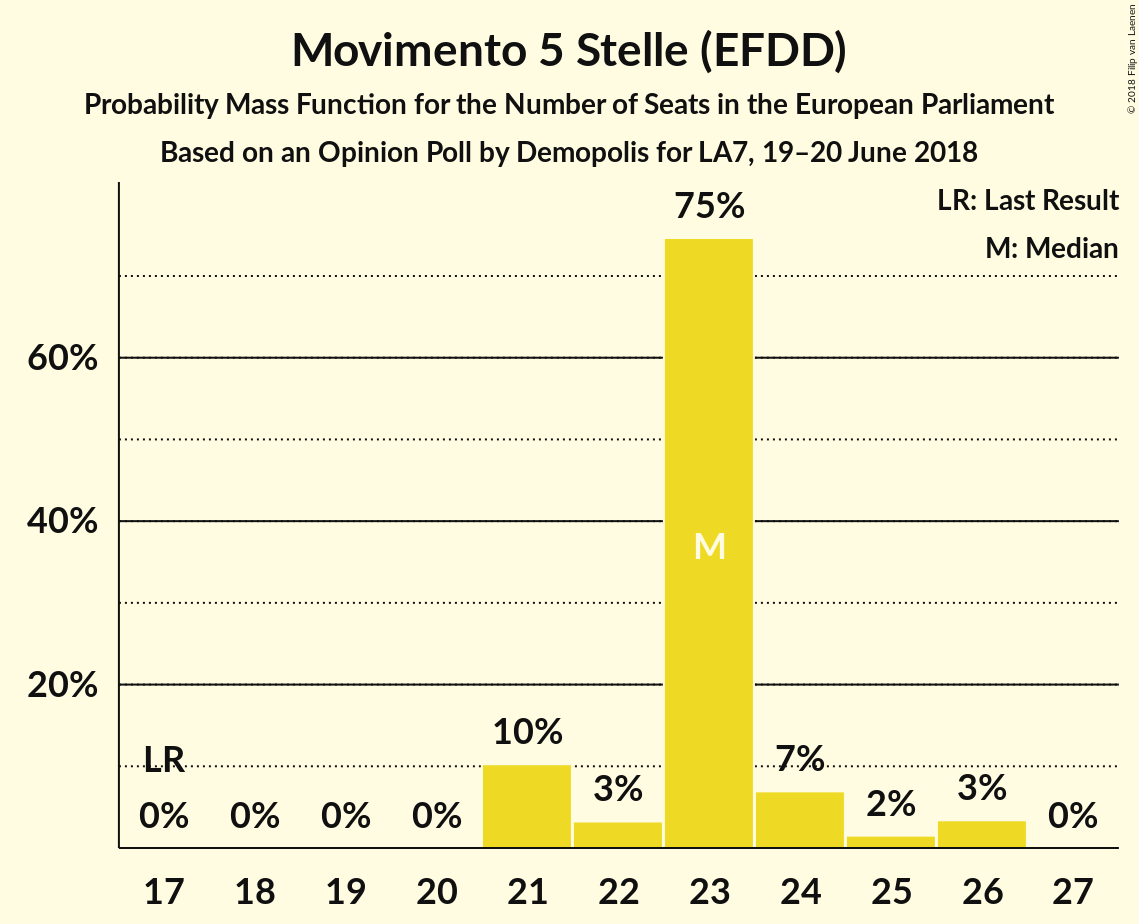 Movimento 5 Stelle (EFDD)
Probability Mass Function for the Number of Seats in the European Parliament
Based on an Opinion Poll by Demopolis for LA7, 19–20 June 2018
© 2018 Filip van Laenen
LR: Last Result
M: Median
75%
60%
40%
M
20%
LR
10%
7%
3%
3%
2%
0% 0% 0% 0% 0%
17 18 19 20 21 22 23 24 25 26 27